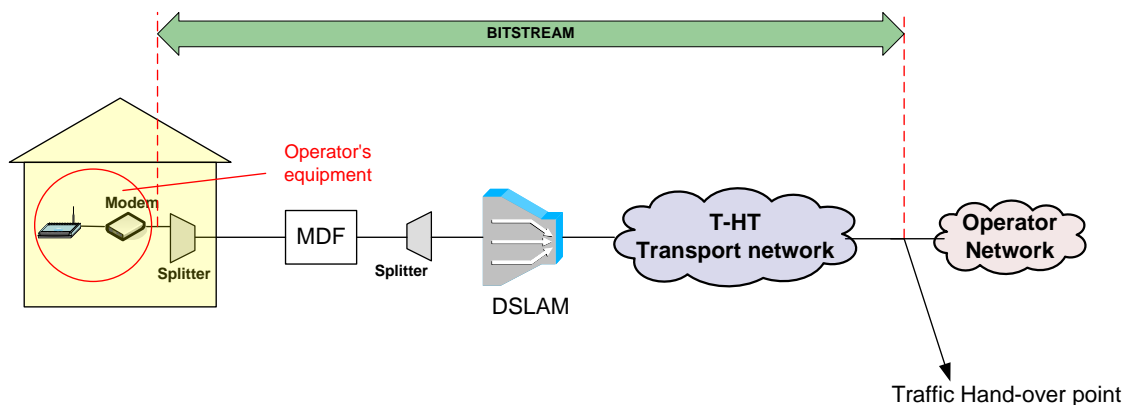 BITSTREAM
Operator's
equipment
Modem
Splitter
MDF
Splitter
DSLAM
T-HT
Transport network
Operator
Network
Traffic Hand-over point